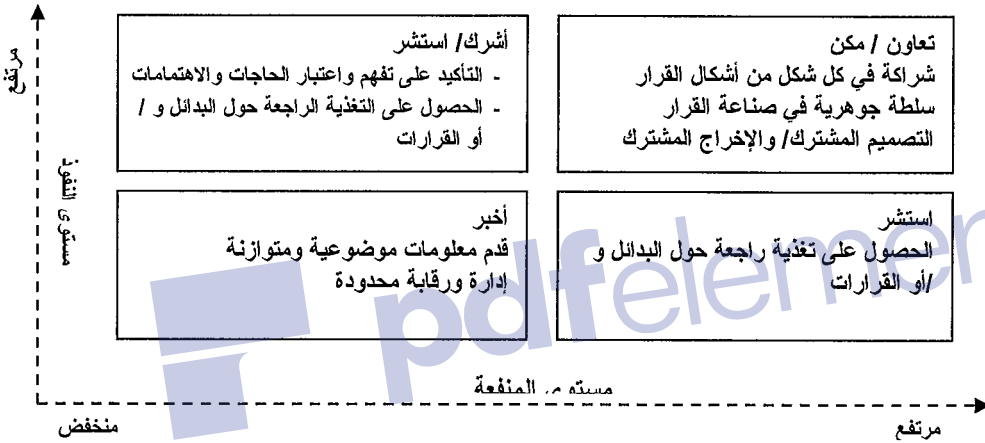 مرتفع
مستوى النفوذ
تعاون / مكن
شراكة في كل شكل من أشكال القرار
سلطة جوهرية في صناعة القرار
التصميم المشترك/ والإخراج المشترك
أشرك/ استشر
- التأكيد على تفهم واعتبار الحاجات والاهتمامات
- الحصول على التغذية الراجعة حول البدائل و /
أو القرارات
استشر
الحصول على تغذية راجعة حول البدائل و
/أو القرارات
أخبر
قدم معلومات موضوعية ومتوازنة
إدارة ورقابة محدودة
pdfelemen
مستوى المنفعة
مرتفع
منخفض